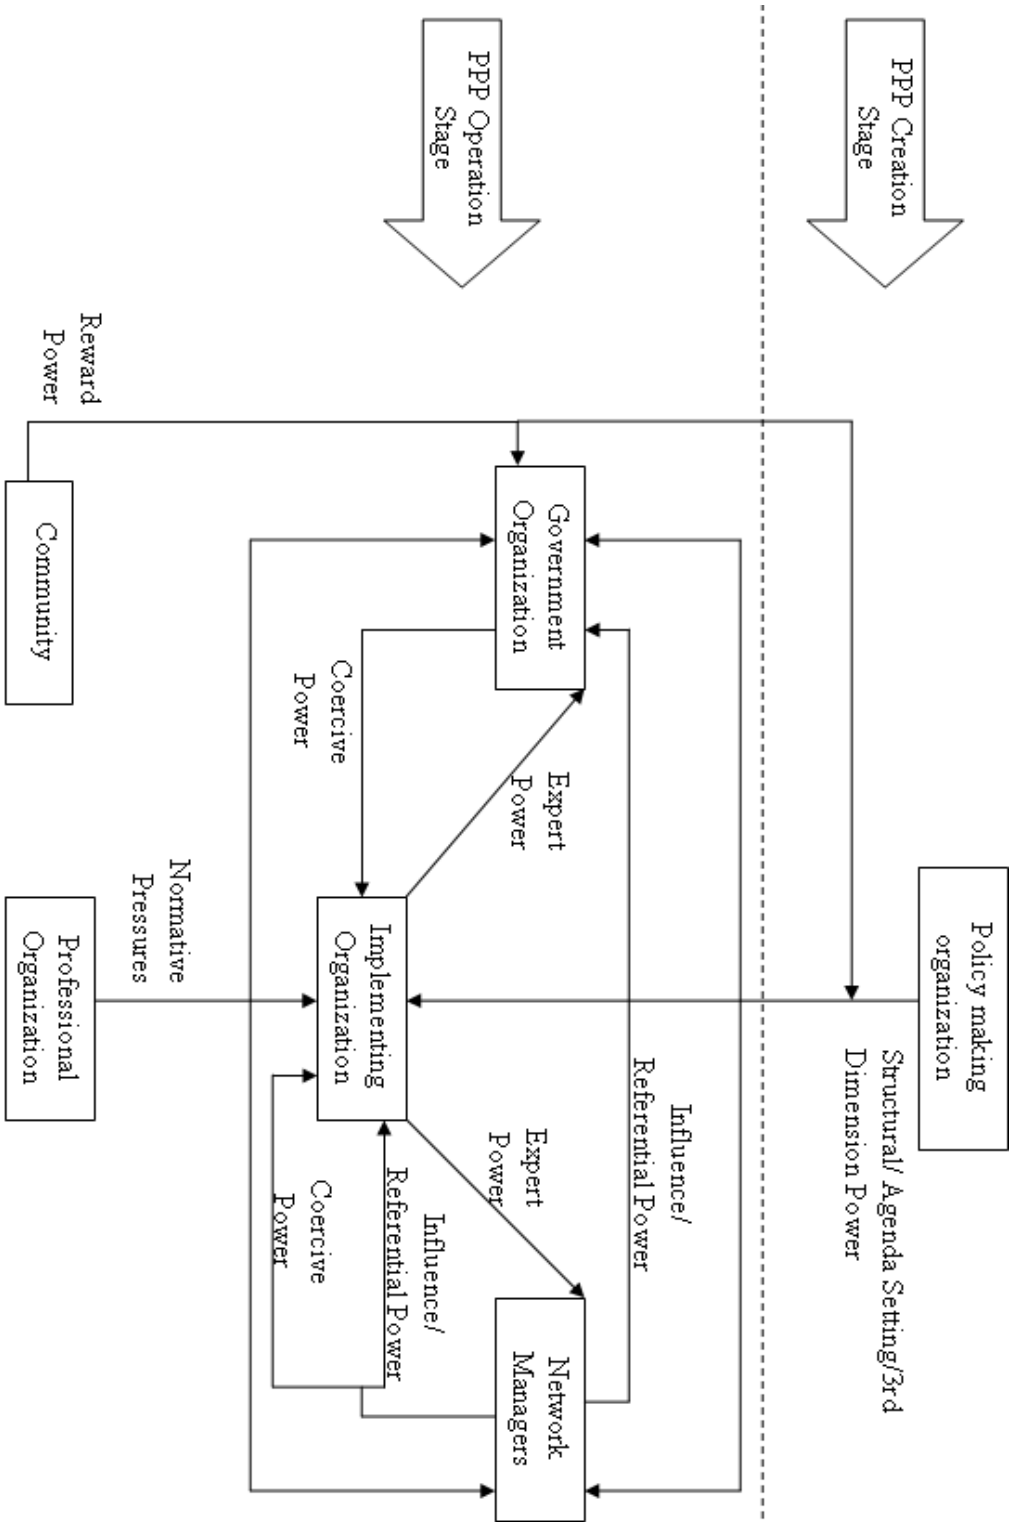 PPP Creation
Stage
Policy making
organization
Structural/ Agenda Setting/3rd
Dimension Power
PPP Operation
Stage
Influence/
Referential Power
Government
Organization
Expert
Power
Network
Managers
Expert
Power
Coercive
Power
Implementing
Organization
Influence/
Referential Power
Coercive
Power
Reward
Power
Normative
Pressures
Community
Professional
Organization